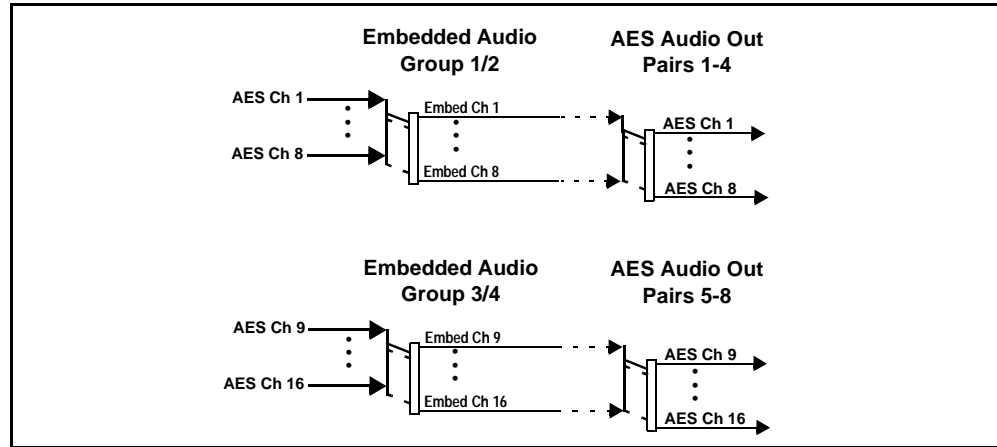 Embedded Audio
Group 1/2
AES Audio Out
Pairs 1-4
AES Ch 1
Embed Ch 1
AES Ch 1
AES Ch 8
Embed Ch 8
AES Ch 8
Embedded Audio
Group 3/4
AES Audio Out
Pairs 5-8
AES Ch 9
Embed Ch 9
AES Ch 9
AES Ch 16
Embed Ch 16
AES Ch 16